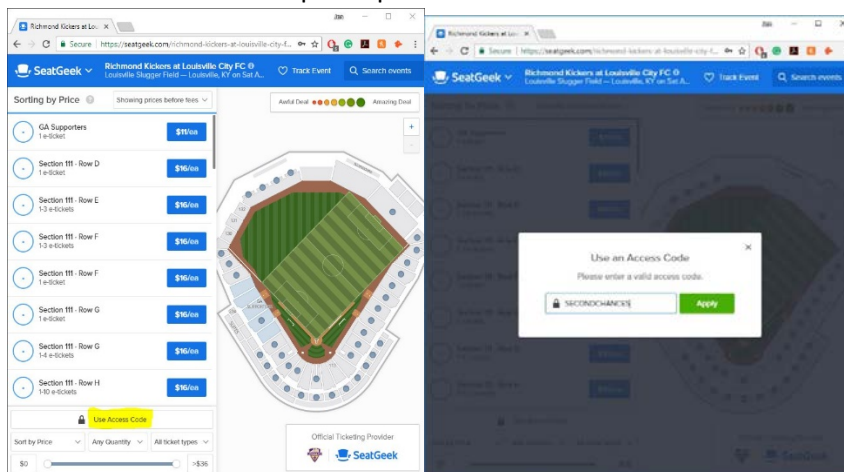 Richmond Kickers at Lou
Secure | https://seatgeek.com/richmond-kickers-at-louisville-city-f...
SeatGeek
Richmond Kickers at Louisville City FC
Louisville Slugger Field — Louisville, KY on Sat A...
Track Event
Search events
Sorting by Price
Showing prices before fees
GA Supporters
1 e-ticket
$11/ea
Section 111 - Row D
1 e-ticket
$16/ea
Section 111 - Row E
1-3 e-tickets
$16/ea
Section 111 - Row F
1-3 e-tickets
$16/ea
Section 111 - Row F
1 e-ticket
$16/ea
Section 111 - Row G
1 e-ticket
$16/ea
Section 111 - Row G
1-4 e-tickets
$16/ea
Section 111 - Row H
1-10 e-tickets
$16/ea
Use Access Code
Sort by Price
Any Quantity
All ticket types
$0
>$36
Awful Deal
Amazing Deal
+
Official Ticketing Provider
SeatGeek
Richmond Kickers at Lou
Secure | https://seatgeek.com/richmond-kickers-at-louisville-city-f...
SeatGeek
Richmond Kickers at Louisville City FC
Louisville Slugger Field — Louisville, KY on Sat A...
Track Event
Search events
Use an Access Code
Please enter a valid access code.
SECONDCHANCES
Apply
SeatGeek